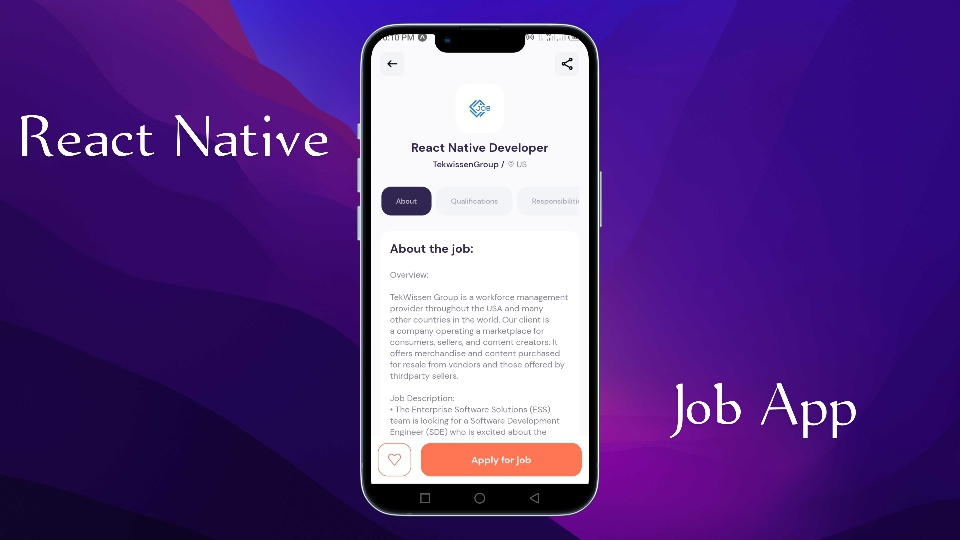 React Native
Job App
:10 PM
JOB
React Native Developer
TekwissenGroup / US
About
Qualifications
Responsibilitie
About the job:
Overview:
TekWissen Group is a workforce management
provider throughout the USA and many
other countries in the world. Our client is
a company operating a marketplace for
consumers, sellers, and content creators. It
offers merchandise and content purchased
for resale from vendors and those offered by
thirdparty sellers.
Job Description:
• The Enterprise Software Solutions (ESS)
team is looking for a Software Development
Engineer (SDE) who is excited about the
Apply for job